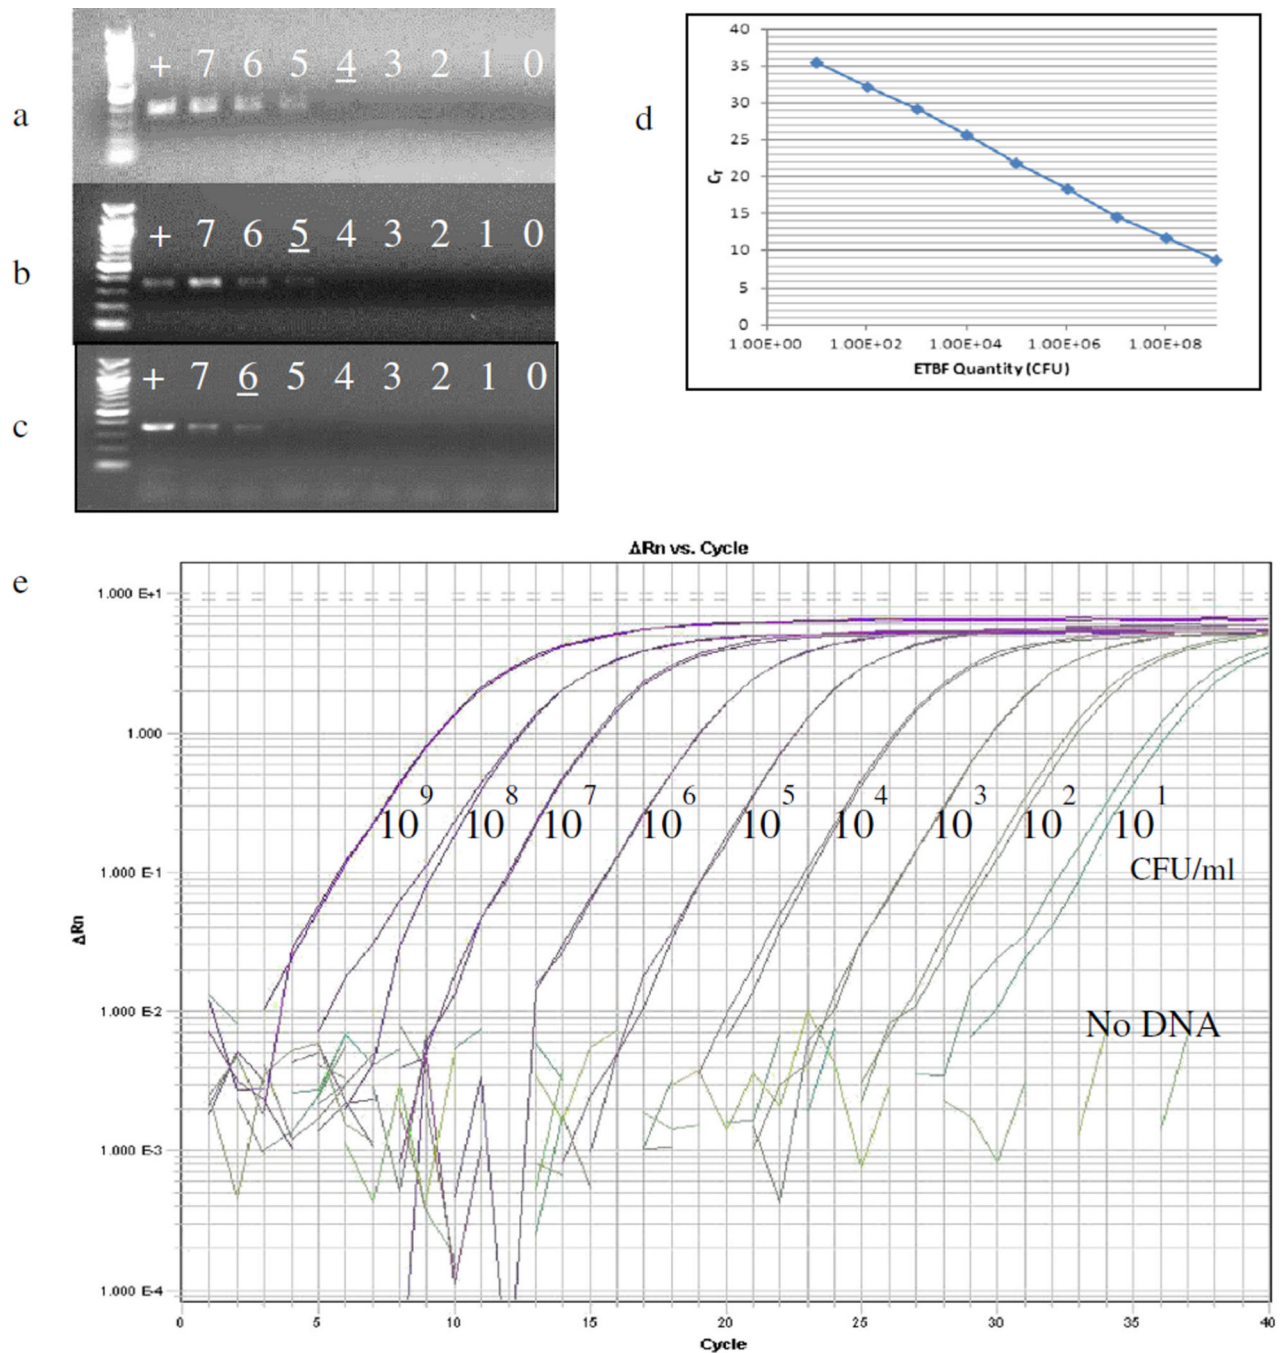 a
+ 7 6 5 4 3 2 1 0
b
+ 7 6 5 4 3 2 1 0
c
+ 7 6 5 4 3 2 1 0
d
40
35
30
25
20
15
10
5
0
C_T
1.00E+00 1.00E+02 1.00E+04 1.00E+06 1.00E+08
ETBF Quantity (CFU)
e
ΔRn vs. Cycle
1.000 E+1
1.000
1.000 E-1
1.000 E-2
1.000 E-3
1.000 E-4
ΔRn
10^9 10^8 10^7 10^6 10^5 10^4 10^3 10^2 10^1
CFU/ml
No DNA
0 5 10 15 20 25 30 35 40
Cycle